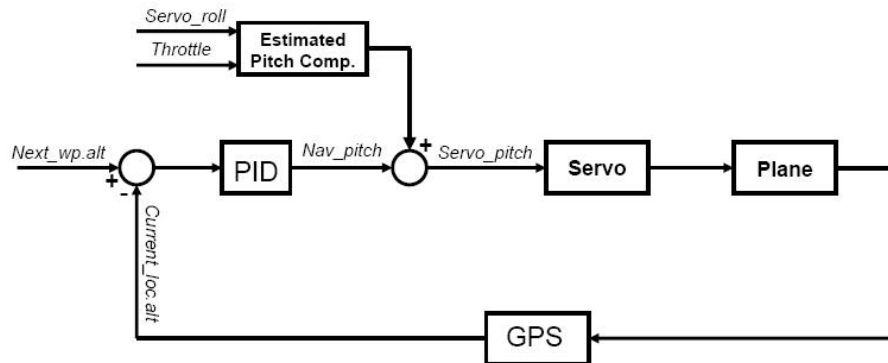 Servo_roll
Throttle
Estimated
Pitch Comp.
Next_wp.alt
+
-
PID
Nav_pitch
+
Servo_pitch
Servo
Plane
Current_loc.alt
GPS